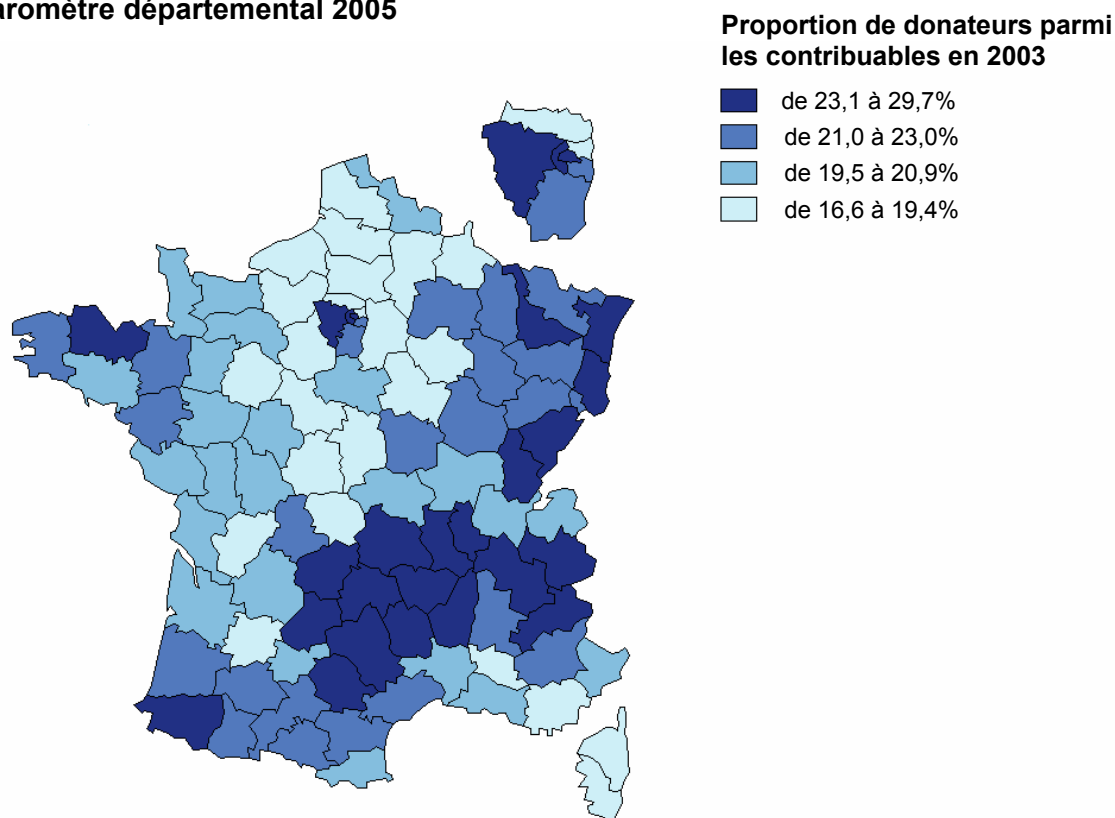 aromètre départemental 2005
Proportion de donateurs parmi
les contribuables en 2003
de 23,1 à 29,7%
de 21,0 à 23,0%
de 19,5 à 20,9%
de 16,6 à 19,4%